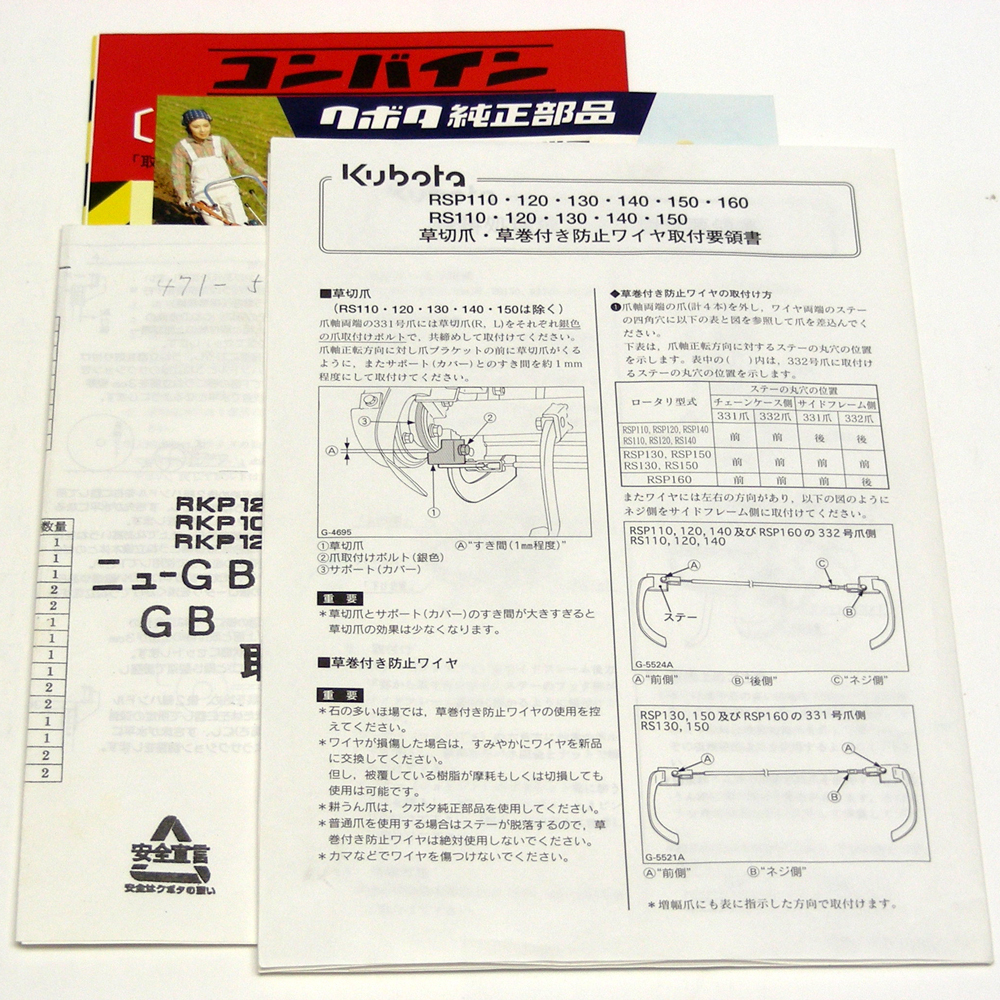 コンバイン
「取
クボタ純正部品
471-5
RKP12
RKP10
RKP12
ニューGB
GB
取
数量
1
1
1
2
2
1
1
1
1
2
2
1
2
2
安全宣言
安全はクボタの願い
Kubota
RSP110・120・130・140・150・160
RS110・120・130・140・150
草切爪・草巻付き防止ワイヤ取付要領書
■草切爪
(RS110・120・130・140・150は除く)
爪軸両端の331号爪には草切爪(R, L)をそれぞれ銀色
の爪取付けボルトで，共締めして取付けてください。
爪軸正転方向に対し爪ブラケットの前に草切爪がくる
ように，またサポート(カバー)とのすき間を約1mm
程度にして取付けてください。
③
②
Ⓐ
①
G-4695
①草切爪 Ⓐ"すき間(1mm程度)"
②爪取付けボルト(銀色)
③サポート(カバー)
重要
＊草切爪とサポート(カバー)のすき間が大きすぎると
草切爪の効果は少なくなります。
■草巻付き防止ワイヤ
重要
＊石の多いほ場では，草巻付き防止ワイヤの使用を控
えてください。
＊ワイヤが損傷した場合は，すみやかにワイヤを新品
に交換してください。
但し，被覆している樹脂が摩耗もしくは切損しても
使用は可能です。
＊耕うん爪は，クボタ純正部品を使用してください。
＊普通爪を使用する場合はステーが脱落するので，草
巻付き防止ワイヤは絶対使用しないでください。
＊カマなどでワイヤを傷つけないでください。
◆草巻付き防止ワイヤの取付け方
❶爪軸両端の爪(計4本)を外し，ワイヤ両端のステー
の四角穴に以下の表と図を参照して爪を差込んでく
ださい。
下表は，爪軸正転方向に対するステーの丸穴の位置
を示します。表中の( )内は，332号爪に取付け
るステーの丸穴の位置を示します。
ロータリ型式 ステーの丸穴の位置
チェーンケース側 サイドフレーム側
331爪 332爪 331爪 332爪
RSP110, RSP120, RSP140
RS110, RS120, RS140 前 前 後 後
RSP130, RSP150
RS130, RS150 前 前 前 前
RSP160 前 前 前 後
またワイヤには左右の方向があり，以下の図のように
ネジ側をサイドフレーム側に取付けてください。
RSP110, 120, 140 及び RSP160 の 332 号爪側
RS110, 120, 140
Ⓐ
Ⓒ
Ⓑ
ステー
G-5524A
Ⓐ"前側" Ⓑ"後側" Ⓒ"ネジ側"
RSP130, 150 及び RSP160 の 331 号爪側
RS130, 150
Ⓐ
Ⓐ
Ⓑ
G-5521A
Ⓐ"前側" Ⓑ"ネジ側"
＊増幅爪にも表に指示した方向で取付けます。